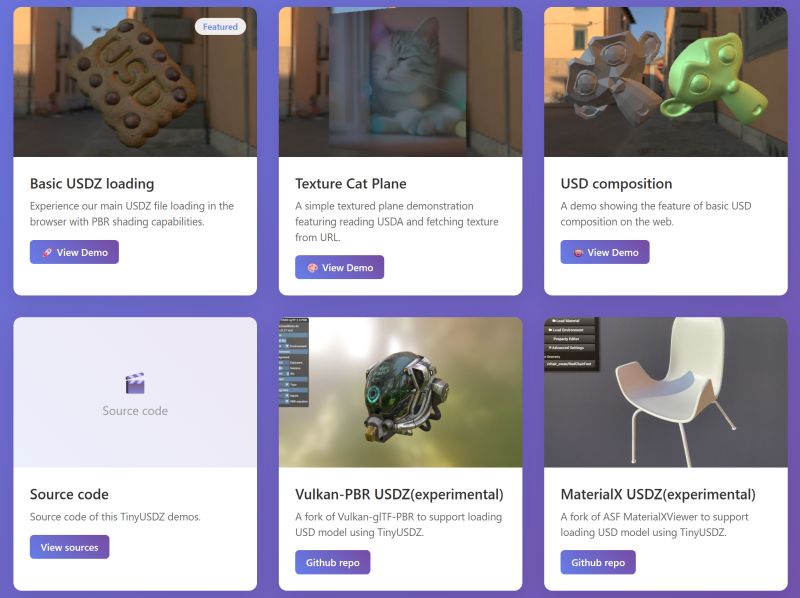 Featured
USD
Basic USDZ loading
Experience our main USDZ file loading in the
browser with PBR shading capabilities.
View Demo
Texture Cat Plane
A simple textured plane demonstration
featuring reading USDA and fetching texture
from URL.
View Demo
USD composition
A demo showing the feature of basic USD
composition on the web.
View Demo
Source code
Source code
Source code of this TinyUSDZ demos.
View sources
Vulkan-PBR USDZ(experimental)
A fork of Vulkan-glTF-PBR to support loading
USD model using TinyUSDZ.
Github repo
Load Material
Load Environment
Property Editor
Advanced Settings
MaterialX USDZ(experimental)
A fork of ASF MaterialXViewer to support
loading USD model using TinyUSDZ.
Github repo